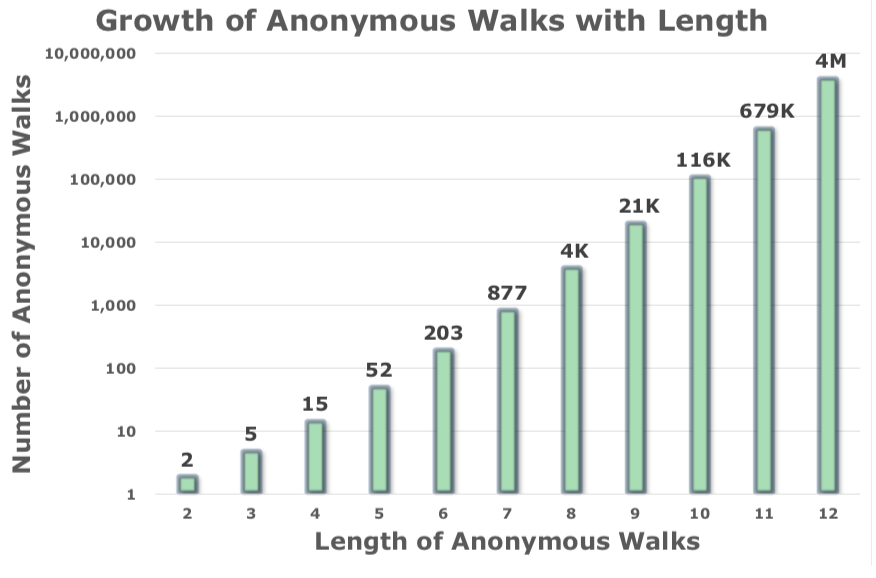 Growth of Anonymous Walks with Length
Number of Anonymous Walks
10,000,000
1,000,000
100,000
10,000
1,000
100
10
1
2
5
15
52
203
877
4K
21K
116K
679K
4M
2 3 4 5 6 7 8 9 10 11 12
Length of Anonymous Walks